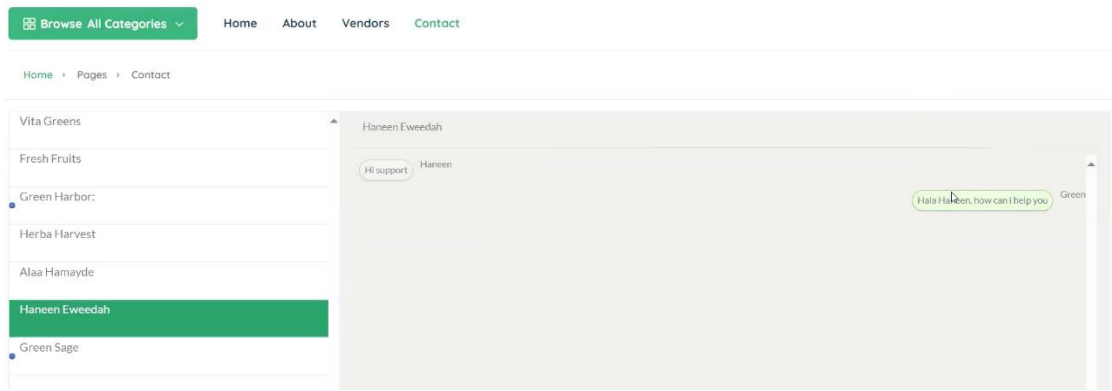 Browse All Categories Home About Vendors Contact
Home › Pages › Contact
Vita Greens
Fresh Fruits
Green Harbor:
Herba Harvest
Alaa Hamayde
Haneen Eweedah
Green Sage
Haneen Eweedah
Hi support Haneen
Hala Haneen, how can I help you Green